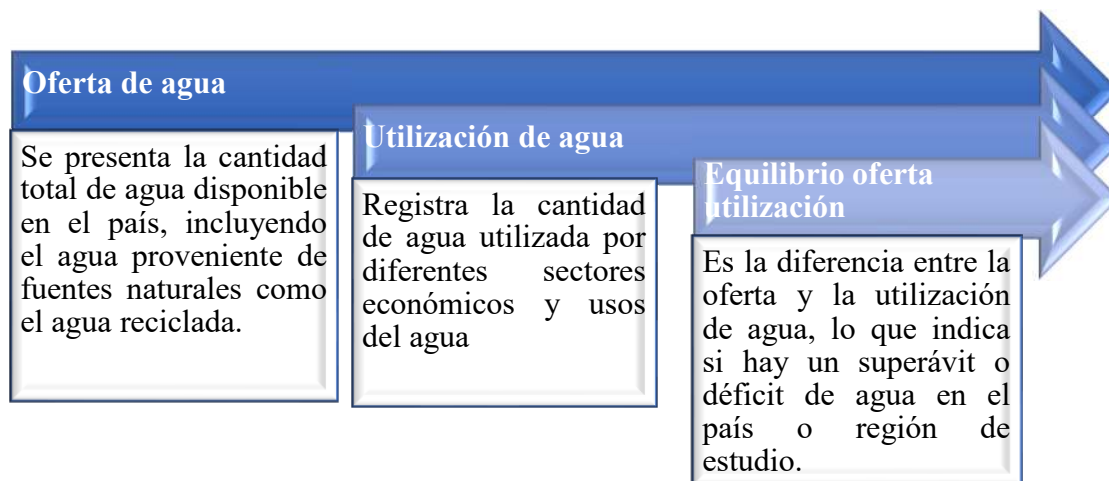 Oferta de agua
Se presenta la cantidad
total de agua disponible
en el país, incluyendo
el agua proveniente de
fuentes naturales como
el agua reciclada.
Utilización de agua
Registra la cantidad
de agua utilizada por
diferentes sectores
económicos y usos
del agua
Equilibrio oferta
utilización
Es la diferencia entre la
oferta y la utilización
de agua, lo que indica
si hay un superávit o
déficit de agua en el
país o región de
estudio.